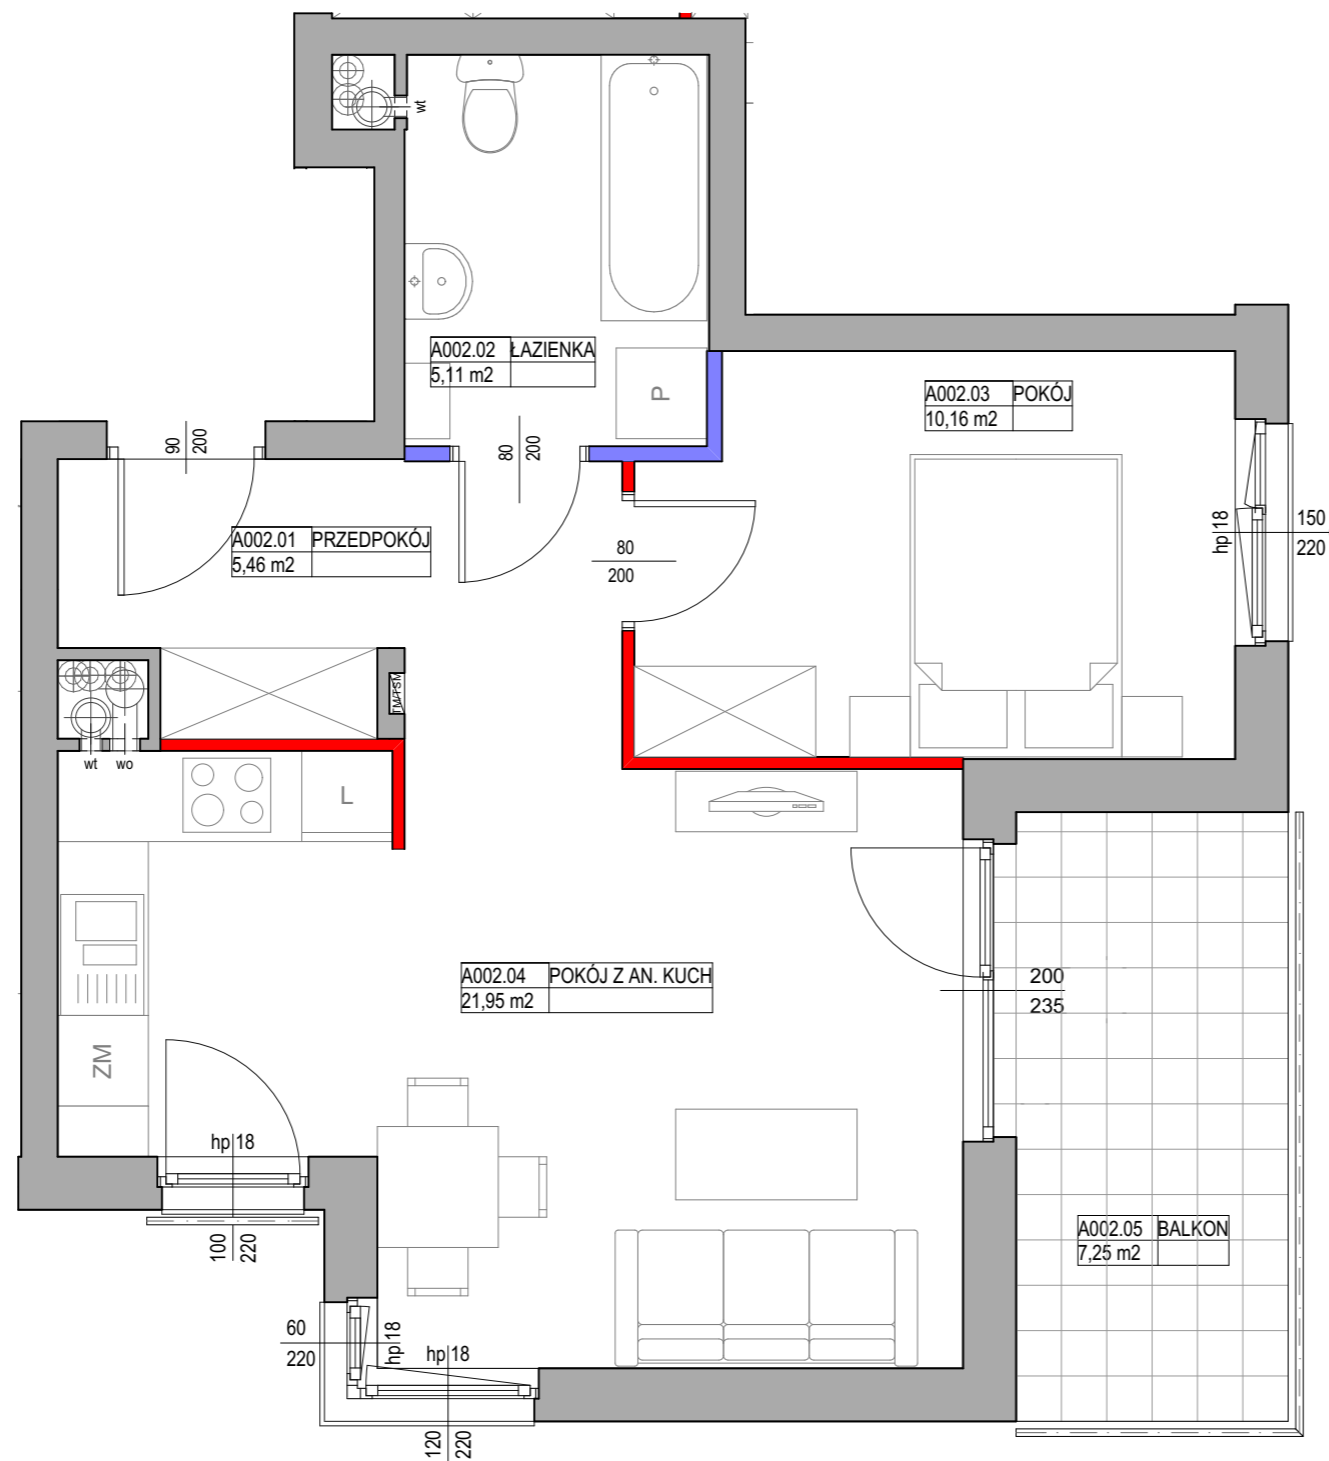 wt
A002.02 ŁAZIENKA
5,11 m2
P
A002.03 POKÓJ
10,16 m2
90
200
80
200
A002.01 PRZEDPOKÓJ
5,46 m2
80
200
hp 18
150
220
TM/TSM
wt wo
L
A002.04 POKÓJ Z AN. KUCH
21,95 m2
200
235
ZM
hp 18
100
220
A002.05 BALKON
7,25 m2
60
220
hp 18
hp 18
120
220